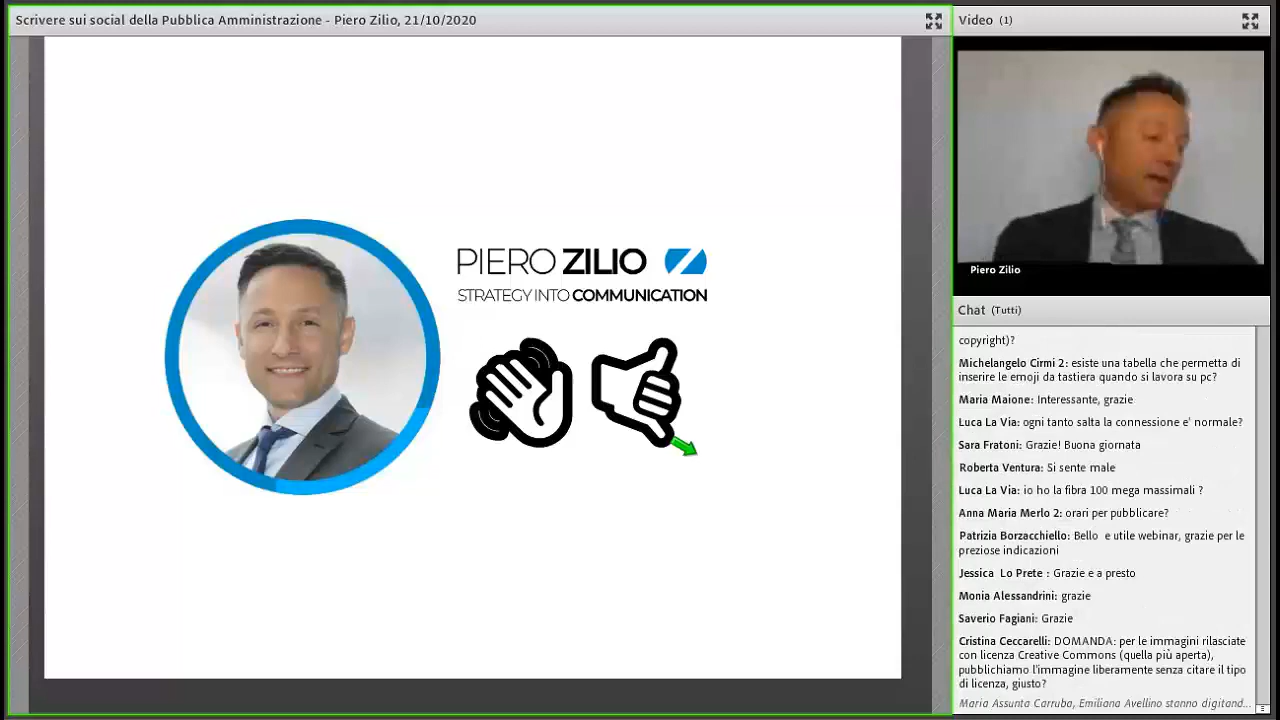 Scrivere sui social della Pubblica Amministrazione - Piero Zilio, 21/10/2020
PIERO ZILIO
STRATEGY INTO COMMUNICATION
Video (1)
Piero Zilio
Chat (Tutti)
copyright)?
Michelangelo Cirmi 2: esiste una tabella che permetta di
inserire le emoji da tastiera quando si lavora su pc?
Maria Maione: Interessante, grazie
Luca La Via: ogni tanto salta la connessione e' normale?
Sara Fratoni: Grazie! Buona giornata
Roberta Ventura: Si sente male
Luca La Via: io ho la fibra 100 mega massimali ?
Anna Maria Merlo 2: orari per pubblicare?
Patrizia Borzacchiello: Bello e utile webinar, grazie per le
preziose indicazioni
Jessica Lo Prete : Grazie e a presto
Monia Alessandrini: grazie
Saverio Fagiani: Grazie
Cristina Ceccarelli: DOMANDA: per le immagini rilasciate
con licenza Creative Commons (quella più aperta),
pubblichiamo l'immagine liberamente senza citare il tipo
di licenza, giusto?
Maria Assunta Carruba, Emiliana Avellino stanno digitand...